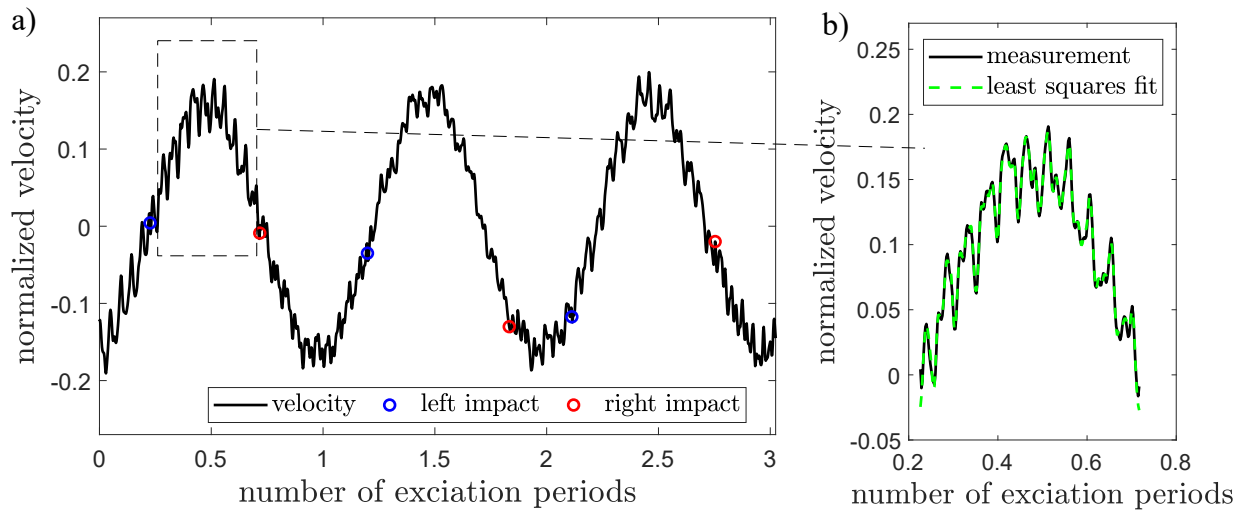 a)
normalized velocity
0.2
0.1
0
-0.1
-0.2
velocity
left impact
right impact
0 0.5 1 1.5 2 2.5 3
number of exciation periods
b)
normalized velocity
0.25
0.2
0.15
0.1
0.05
0
-0.05
measurement
least squares fit
0.2 0.4 0.6 0.8
number of exciation periods